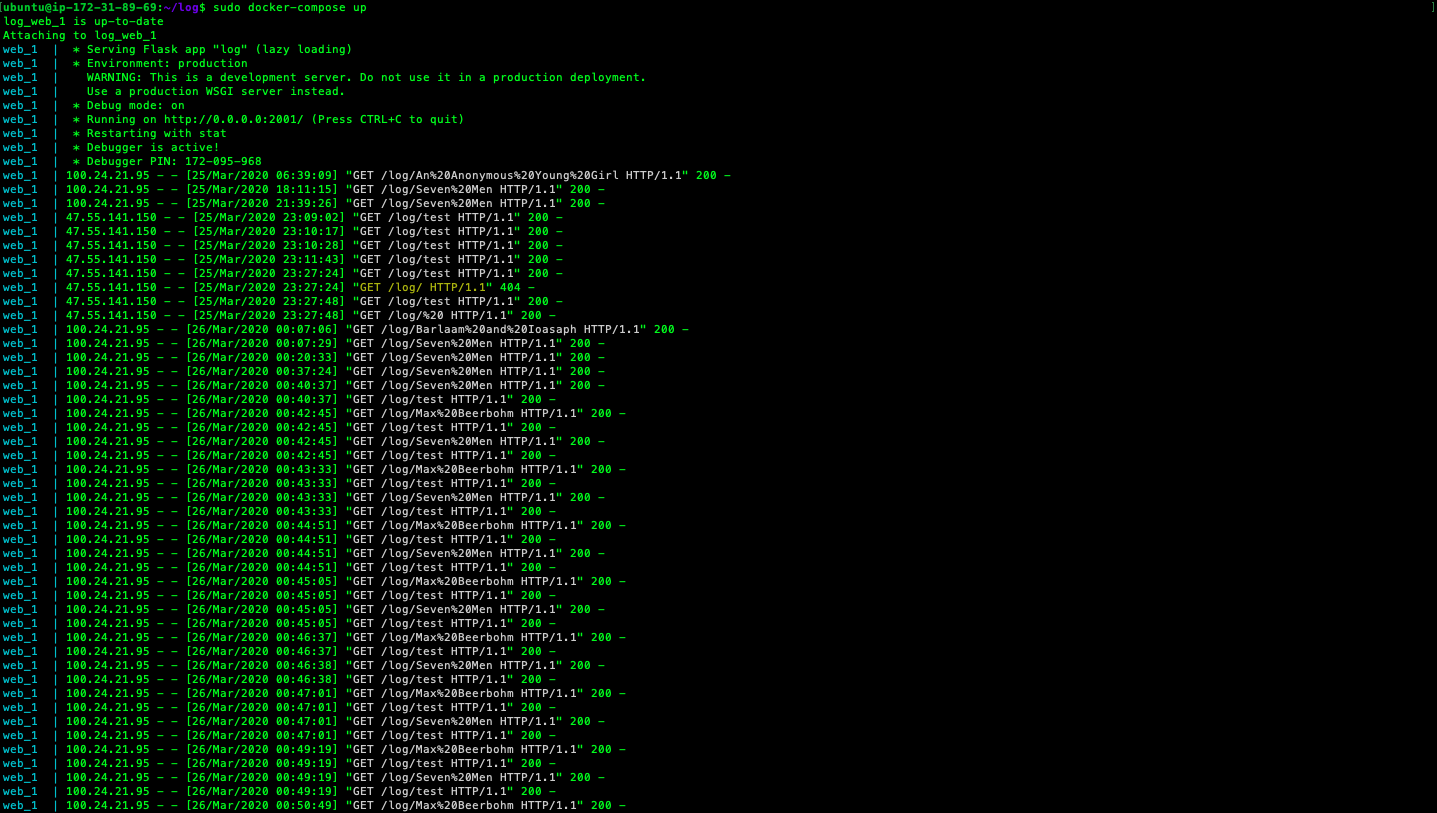 [ubuntu@ip-172-31-89-69:~/log$ sudo docker-compose up ]
log_web_1 is up-to-date
Attaching to log_web_1
web_1  |  * Serving Flask app "log" (lazy loading)
web_1  |  * Environment: production
web_1  |    WARNING: This is a development server. Do not use it in a production deployment.
web_1  |    Use a production WSGI server instead.
web_1  |  * Debug mode: on
web_1  |  * Running on http://0.0.0.0:2001/ (Press CTRL+C to quit)
web_1  |  * Restarting with stat
web_1  |  * Debugger is active!
web_1  |  * Debugger PIN: 172-095-968
web_1  | 100.24.21.95 - - [25/Mar/2020 06:39:09] "GET /log/An%20Anonymous%20Young%20Girl HTTP/1.1" 200 -
web_1  | 100.24.21.95 - - [25/Mar/2020 18:11:15] "GET /log/Seven%20Men HTTP/1.1" 200 -
web_1  | 100.24.21.95 - - [25/Mar/2020 21:39:26] "GET /log/Seven%20Men HTTP/1.1" 200 -
web_1  | 47.55.141.150 - - [25/Mar/2020 23:09:02] "GET /log/test HTTP/1.1" 200 -
web_1  | 47.55.141.150 - - [25/Mar/2020 23:10:17] "GET /log/test HTTP/1.1" 200 -
web_1  | 47.55.141.150 - - [25/Mar/2020 23:10:28] "GET /log/test HTTP/1.1" 200 -
web_1  | 47.55.141.150 - - [25/Mar/2020 23:11:43] "GET /log/test HTTP/1.1" 200 -
web_1  | 47.55.141.150 - - [25/Mar/2020 23:27:24] "GET /log/test HTTP/1.1" 200 -
web_1  | 47.55.141.150 - - [25/Mar/2020 23:27:24] "GET /log/ HTTP/1.1" 404 -
web_1  | 47.55.141.150 - - [25/Mar/2020 23:27:48] "GET /log/test HTTP/1.1" 200 -
web_1  | 47.55.141.150 - - [25/Mar/2020 23:27:48] "GET /log/%20 HTTP/1.1" 200 -
web_1  | 100.24.21.95 - - [26/Mar/2020 00:07:06] "GET /log/Barlaam%20and%20Ioasaph HTTP/1.1" 200 -
web_1  | 100.24.21.95 - - [26/Mar/2020 00:07:29] "GET /log/Seven%20Men HTTP/1.1" 200 -
web_1  | 100.24.21.95 - - [26/Mar/2020 00:20:33] "GET /log/Seven%20Men HTTP/1.1" 200 -
web_1  | 100.24.21.95 - - [26/Mar/2020 00:37:24] "GET /log/Seven%20Men HTTP/1.1" 200 -
web_1  | 100.24.21.95 - - [26/Mar/2020 00:40:37] "GET /log/Seven%20Men HTTP/1.1" 200 -
web_1  | 100.24.21.95 - - [26/Mar/2020 00:40:37] "GET /log/test HTTP/1.1" 200 -
web_1  | 100.24.21.95 - - [26/Mar/2020 00:42:45] "GET /log/Max%20Beerbohm HTTP/1.1" 200 -
web_1  | 100.24.21.95 - - [26/Mar/2020 00:42:45] "GET /log/test HTTP/1.1" 200 -
web_1  | 100.24.21.95 - - [26/Mar/2020 00:42:45] "GET /log/Seven%20Men HTTP/1.1" 200 -
web_1  | 100.24.21.95 - - [26/Mar/2020 00:42:45] "GET /log/test HTTP/1.1" 200 -
web_1  | 100.24.21.95 - - [26/Mar/2020 00:43:33] "GET /log/Max%20Beerbohm HTTP/1.1" 200 -
web_1  | 100.24.21.95 - - [26/Mar/2020 00:43:33] "GET /log/test HTTP/1.1" 200 -
web_1  | 100.24.21.95 - - [26/Mar/2020 00:43:33] "GET /log/Seven%20Men HTTP/1.1" 200 -
web_1  | 100.24.21.95 - - [26/Mar/2020 00:43:33] "GET /log/test HTTP/1.1" 200 -
web_1  | 100.24.21.95 - - [26/Mar/2020 00:44:51] "GET /log/Max%20Beerbohm HTTP/1.1" 200 -
web_1  | 100.24.21.95 - - [26/Mar/2020 00:44:51] "GET /log/test HTTP/1.1" 200 -
web_1  | 100.24.21.95 - - [26/Mar/2020 00:44:51] "GET /log/Seven%20Men HTTP/1.1" 200 -
web_1  | 100.24.21.95 - - [26/Mar/2020 00:44:51] "GET /log/test HTTP/1.1" 200 -
web_1  | 100.24.21.95 - - [26/Mar/2020 00:45:05] "GET /log/Max%20Beerbohm HTTP/1.1" 200 -
web_1  | 100.24.21.95 - - [26/Mar/2020 00:45:05] "GET /log/test HTTP/1.1" 200 -
web_1  | 100.24.21.95 - - [26/Mar/2020 00:45:05] "GET /log/Seven%20Men HTTP/1.1" 200 -
web_1  | 100.24.21.95 - - [26/Mar/2020 00:45:05] "GET /log/test HTTP/1.1" 200 -
web_1  | 100.24.21.95 - - [26/Mar/2020 00:46:37] "GET /log/Max%20Beerbohm HTTP/1.1" 200 -
web_1  | 100.24.21.95 - - [26/Mar/2020 00:46:37] "GET /log/test HTTP/1.1" 200 -
web_1  | 100.24.21.95 - - [26/Mar/2020 00:46:38] "GET /log/Seven%20Men HTTP/1.1" 200 -
web_1  | 100.24.21.95 - - [26/Mar/2020 00:46:38] "GET /log/test HTTP/1.1" 200 -
web_1  | 100.24.21.95 - - [26/Mar/2020 00:47:01] "GET /log/Max%20Beerbohm HTTP/1.1" 200 -
web_1  | 100.24.21.95 - - [26/Mar/2020 00:47:01] "GET /log/test HTTP/1.1" 200 -
web_1  | 100.24.21.95 - - [26/Mar/2020 00:47:01] "GET /log/Seven%20Men HTTP/1.1" 200 -
web_1  | 100.24.21.95 - - [26/Mar/2020 00:47:01] "GET /log/test HTTP/1.1" 200 -
web_1  | 100.24.21.95 - - [26/Mar/2020 00:49:19] "GET /log/Max%20Beerbohm HTTP/1.1" 200 -
web_1  | 100.24.21.95 - - [26/Mar/2020 00:49:19] "GET /log/test HTTP/1.1" 200 -
web_1  | 100.24.21.95 - - [26/Mar/2020 00:49:19] "GET /log/Seven%20Men HTTP/1.1" 200 -
web_1  | 100.24.21.95 - - [26/Mar/2020 00:49:19] "GET /log/test HTTP/1.1" 200 -
web_1  | 100.24.21.95 - - [26/Mar/2020 00:50:49] "GET /log/Max%20Beerbohm HTTP/1.1" 200 -